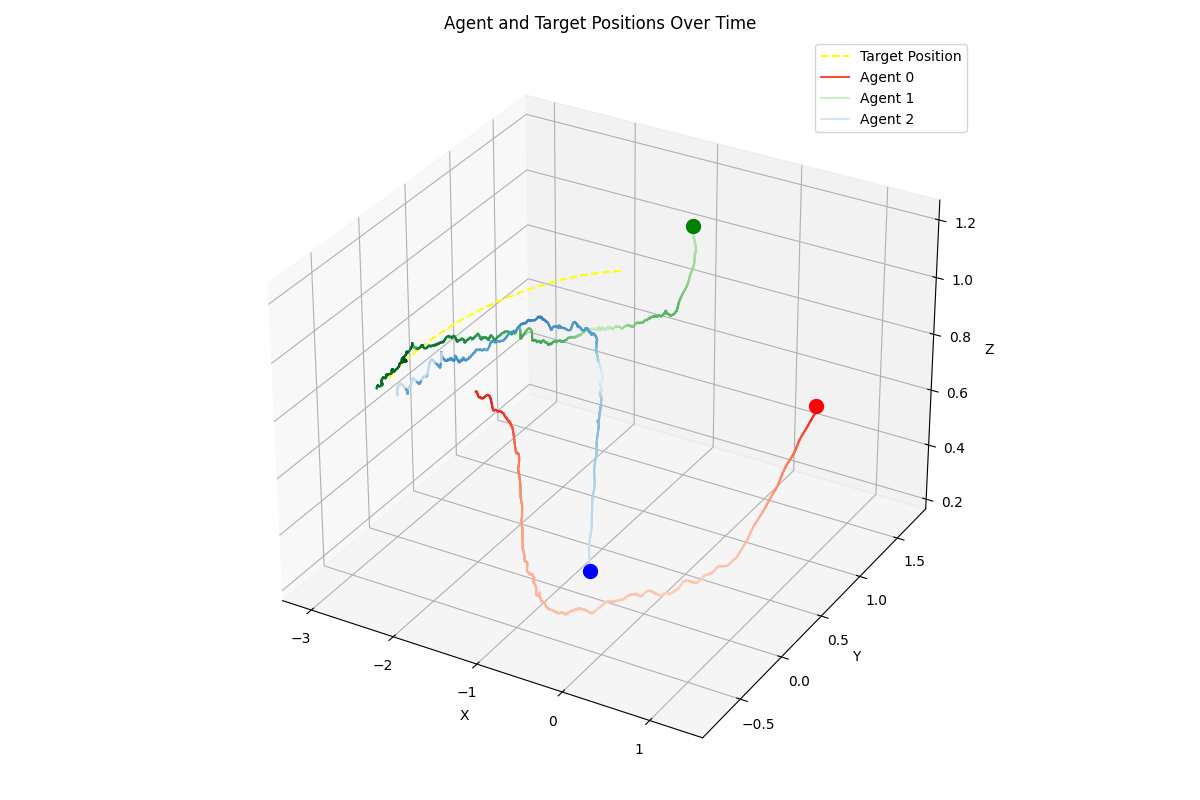 Agent and Target Positions Over Time
Target Position
Agent 0
Agent 1
Agent 2
1.2
1.0
0.8
0.6
0.4
0.2
Z
1.5
1.0
0.5
0.0
−0.5
Y
−3
−2
−1
0
1
X